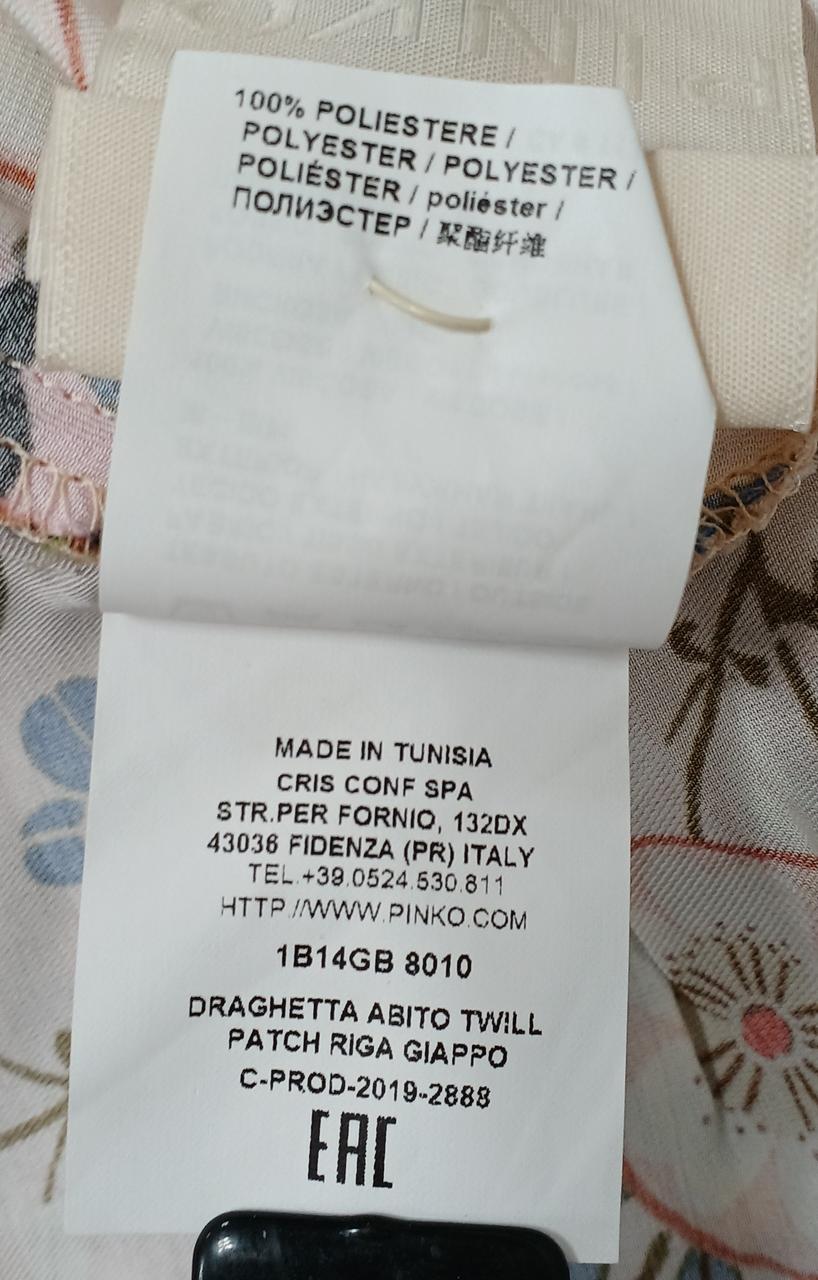 100% POLIESTERE /
POLYESTER / POLYESTER /
POLIÉSTER / poliéster /
ПОЛИЭСТЕР / 聚酯纤维
MADE IN TUNISIA
CRIS CONF SPA
STR.PER FORNIO, 132DX
43036 FIDENZA (PR) ITALY
TEL.+39.0524.530.811
HTTP://WWW.PINKO.COM
1B14GB 8010
DRAGHETTA ABITO TWILL
PATCH RIGA GIAPPO
C-PROD-2019-2888
EAC